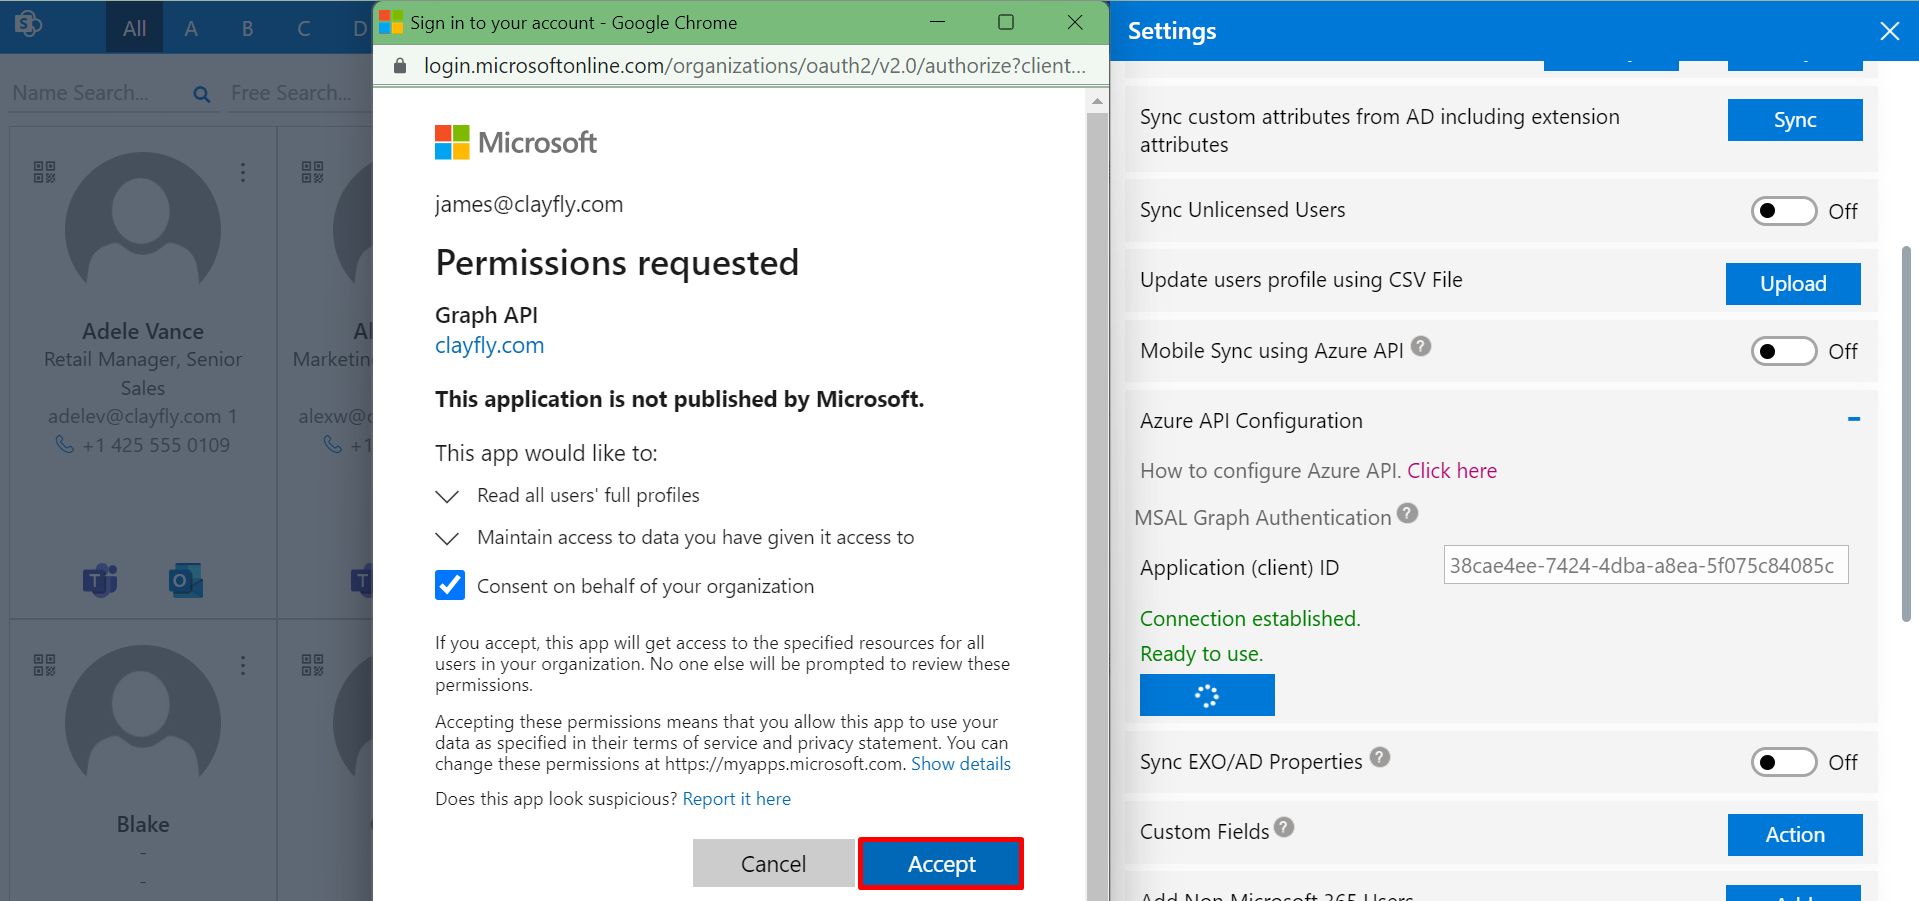 All A B C D
Name Search...
Free Search...
Adele Vance
Retail Manager, Senior
Sales
adelev@clayfly.com 1
+1 425 555 0109
Al
Marketin
alexw@c
+1
Blake
-
-
Sign in to your account - Google Chrome
login.microsoftonline.com/organizations/oauth2/v2.0/authorize?client...
Microsoft
james@clayfly.com
Permissions requested
Graph API
clayfly.com
This application is not published by Microsoft.
This app would like to:
Read all users' full profiles
Maintain access to data you have given it access to
Consent on behalf of your organization
If you accept, this app will get access to the specified resources for all
users in your organization. No one else will be prompted to review these
permissions.
Accepting these permissions means that you allow this app to use your
data as specified in their terms of service and privacy statement. You can
change these permissions at https://myapps.microsoft.com. Show details
Does this app look suspicious? Report it here
Cancel
Accept
Settings
Sync custom attributes from AD including extension
attributes
Sync
Sync Unlicensed Users
Off
Update users profile using CSV File
Upload
Mobile Sync using Azure API ?
Off
Azure API Configuration
How to configure Azure API. Click here
MSAL Graph Authentication ?
Application (client) ID
38cae4ee-7424-4dba-a8ea-5f075c84085c
Connection established.
Ready to use.
Sync EXO/AD Properties ?
Off
Custom Fields ?
Action
Add Non Microsoft 365 Users
Add